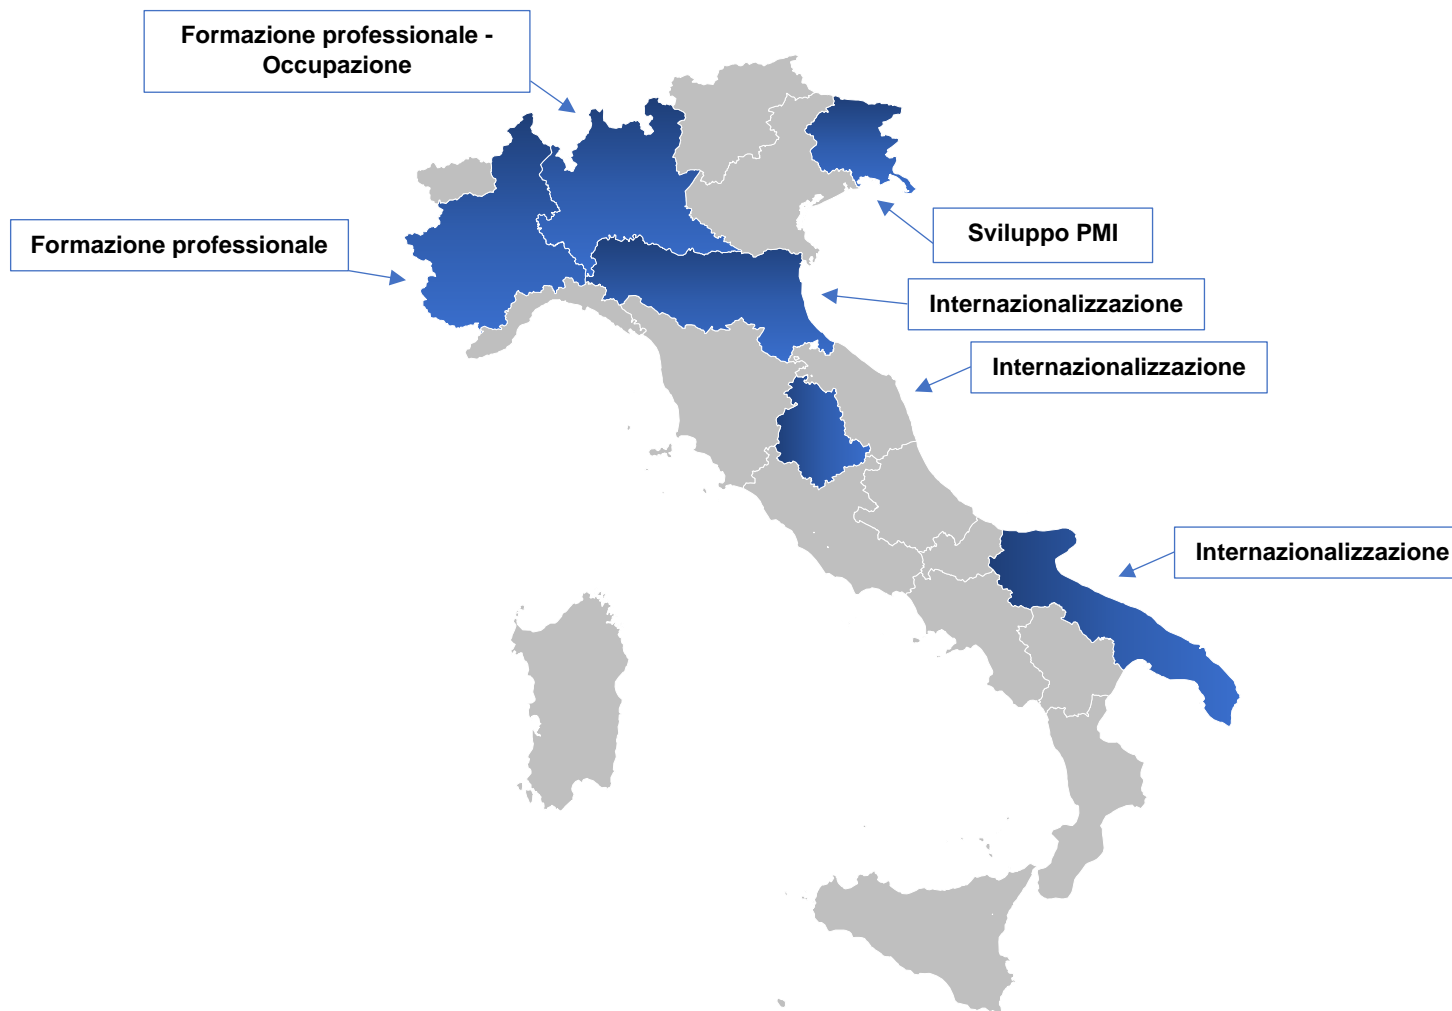 Formazione professionale -
Occupazione
Formazione professionale
Sviluppo PMI
Internazionalizzazione
Internazionalizzazione
Internazionalizzazione